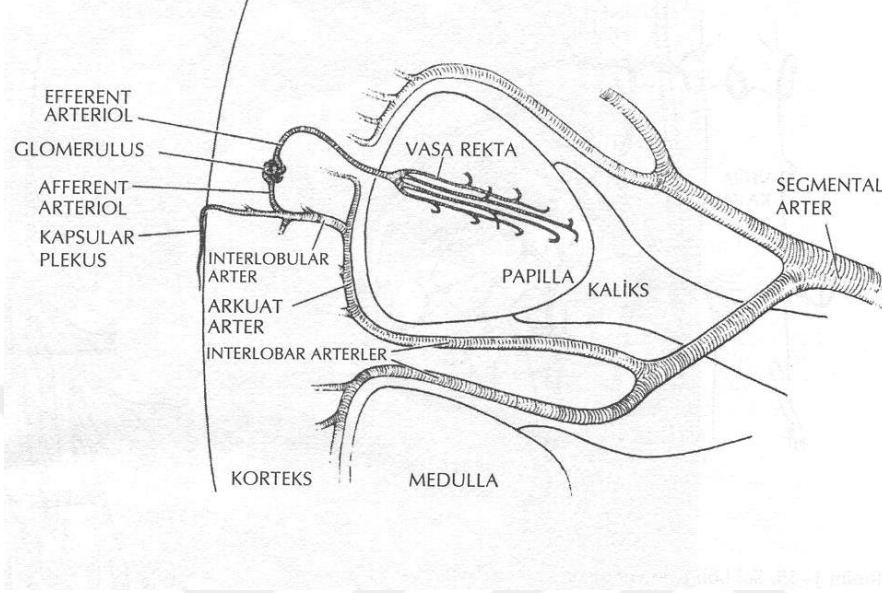 EFFERENT
ARTERIOL
GLOMERULUS
AFFERENT
ARTERIOL
KAPSULAR
PLEKUS
INTERLOBULAR
ARTER
ARKUAT
ARTER
INTERLOBAR ARTERLER
VASA REKTA
PAPILLA
KALİKS
SEGMENTAL
ARTER
KORTEKS
MEDULLA